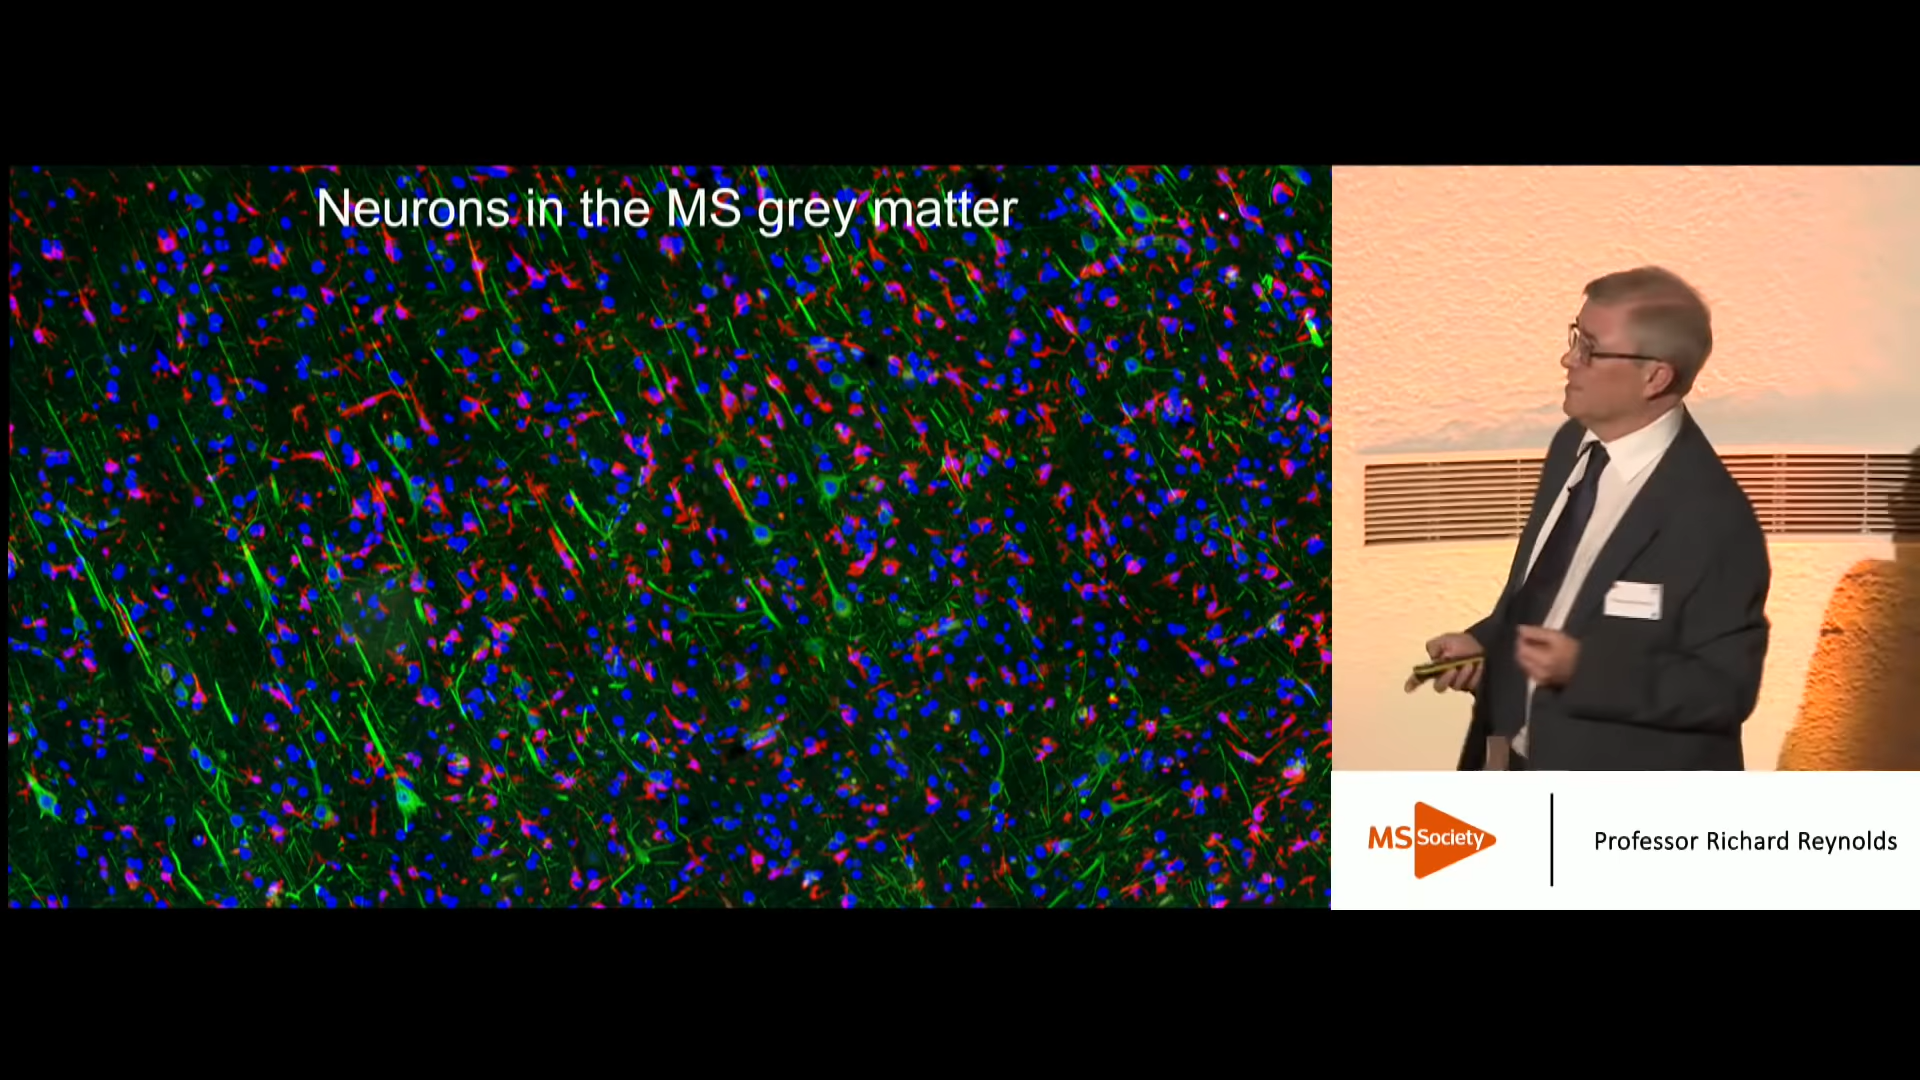 Neurons in the MS grey matter
MS Society
Professor Richard Reynolds